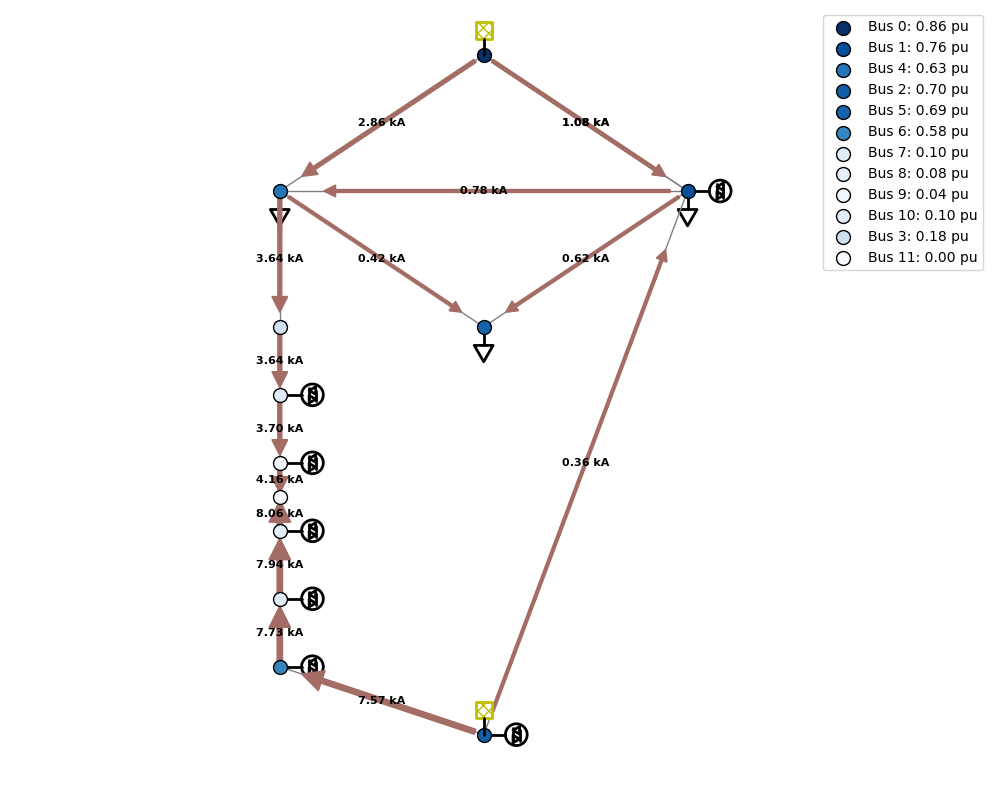 Bus 0: 0.86 pu
Bus 1: 0.76 pu
Bus 4: 0.63 pu
Bus 2: 0.70 pu
Bus 5: 0.69 pu
Bus 6: 0.58 pu
Bus 7: 0.10 pu
Bus 8: 0.08 pu
Bus 9: 0.04 pu
Bus 10: 0.10 pu
Bus 3: 0.18 pu
Bus 11: 0.00 pu
2.86 kA
1.08 kA
0.78 kA
3.64 kA
0.42 kA
0.62 kA
3.64 kA
3.70 kA
0.36 kA
4.16 kA
8.06 kA
7.94 kA
7.73 kA
7.57 kA